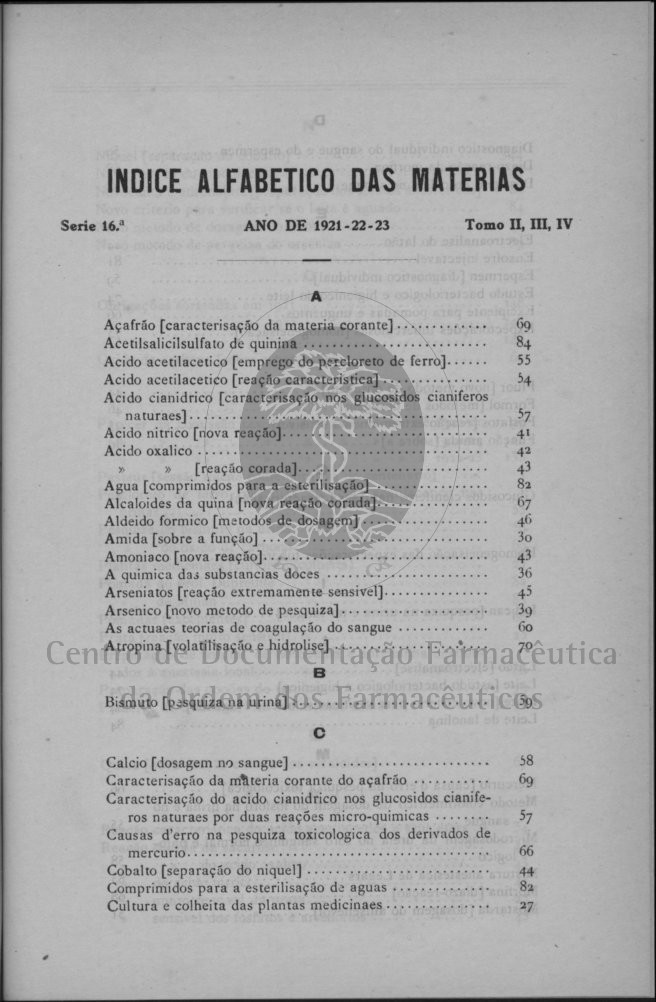 INDICE ALFABETICO DAS MATERIAS
Serie 16.ª ANO DE 1921-22-23 Tomo II, III, IV
A
Açafrão [caracterisação da materia corante] 69
Acetilsalicilsulfato de quinina 84
Acido acetilacetico [emprego do percloreto de ferro] 55
Acido acetilacetico [reação caracteristica] 54
Acido cianidrico [caracterisação nos glucosidos cianiferos
naturaes] 57
Acido nitrico [nova reação] 41
Acido oxalico 42
» » [reação corada] 43
Agua [comprimidos para a esterilisação] 82
Alcaloides da quina [nova reação corada] 67
Aldeido formico [metodos de dosagem] 46
Amida [sobre a função] 30
Amoniaco [nova reação] 43
A quimica das substancias doces 36
Arseniatos [reação extremamente sensivel] 45
Arsenico [novo metodo de pesquiza] 39
As actuaes teorias de coagulação do sangue 60
Atropina [volatilisação e hidrolise] 70
Centro de Documentação Farmacêutica
B
da Ordem dos Farmacêuticos
Bismuto [pesquiza na urina] 59
C
Calcio [dosagem no sangue] 58
Caracterisação da materia corante do açafrão 69
Caracterisação do acido cianidrico nos glucosidos cianife-
ros naturaes por duas reações micro-quimicas 57
Causas d'erro na pesquiza toxicologica dos derivados de
mercurio 66
Cobalto [separação do niquel] 44
Comprimidos para a esterilisação de aguas 82
Cultura e colheita das plantas medicinaes 27